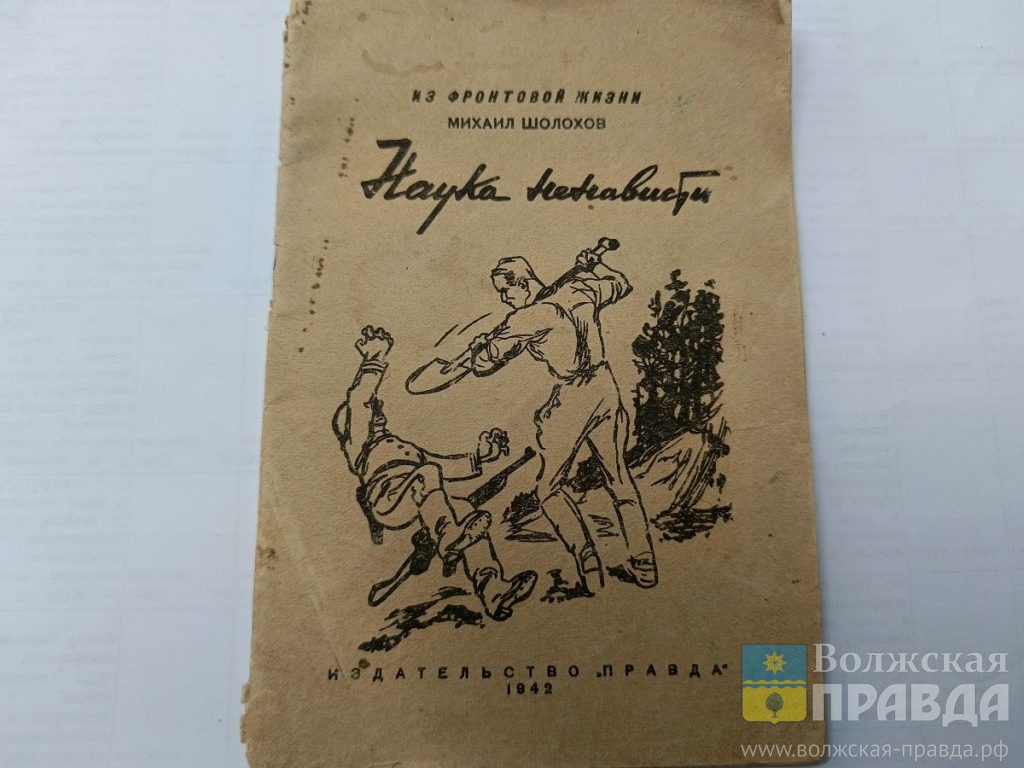 ИЗ ФРОНТОВОЙ ЖИЗНИ
МИХАИЛ ШОЛОХОВ
Наука ненависти
ИЗДАТЕЛЬСТВО „ПРАВДА"
1942
Волжская
ПРАВДА
www.волжская-правда.рф